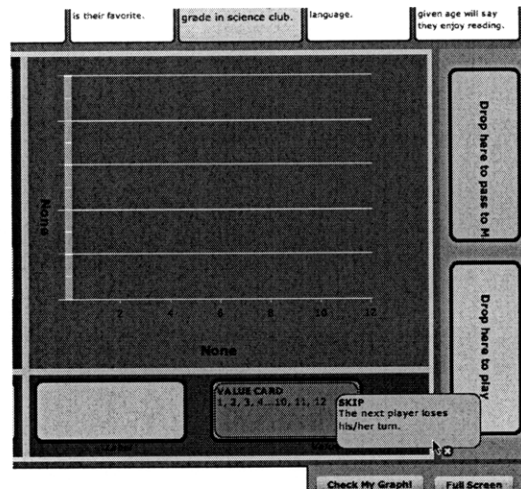 is their favorite.
grade in science club.
language.
given age will say
they enjoy reading.
Drop here to pass to
None
2 4 6 8 10 12
None
Drop here to play
VALUE CARD
1, 2, 3, 4...10, 11, 12
SKIP
The next player loses
his/her turn.
Check My Graph!
Full Screen